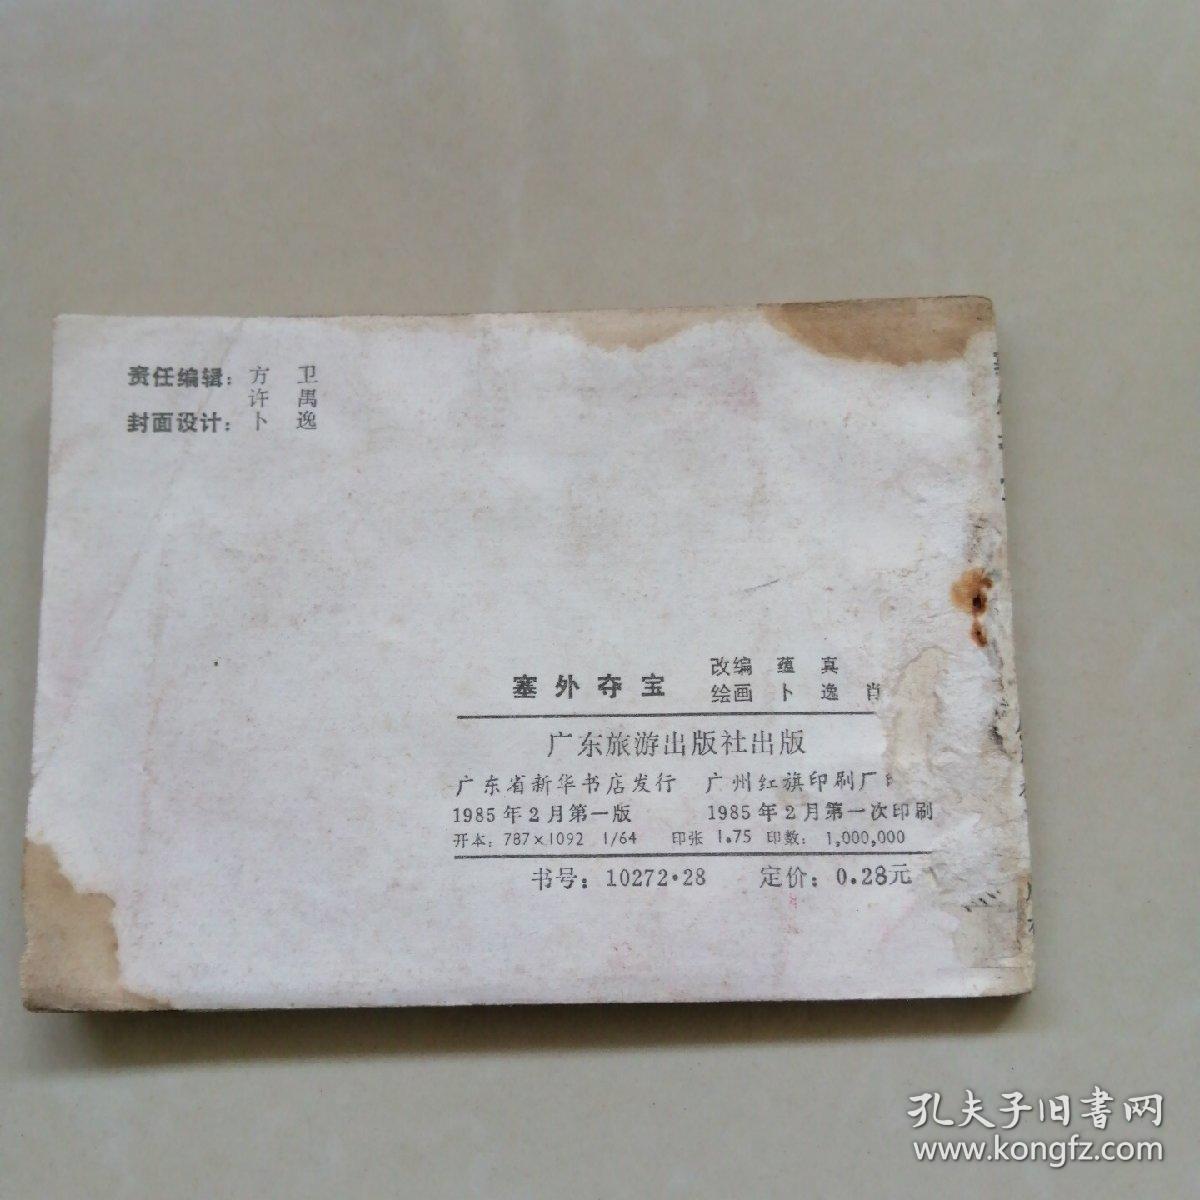 责任编辑：方 卫
许 禺
封面设计：卜 逸
塞外夺宝
改编 蕴 真
绘画 卜 逸 肖
广东旅游出版社出版
广东省新华书店发行 广州红旗印刷厂印
1985年2月第一版 1985年2月第一次印刷
开本：787×1092 1/64 印张 1.75 印数：1,000,000
书号：10272·28 定价：0.28元
孔夫子旧书网
www.kongfz.com